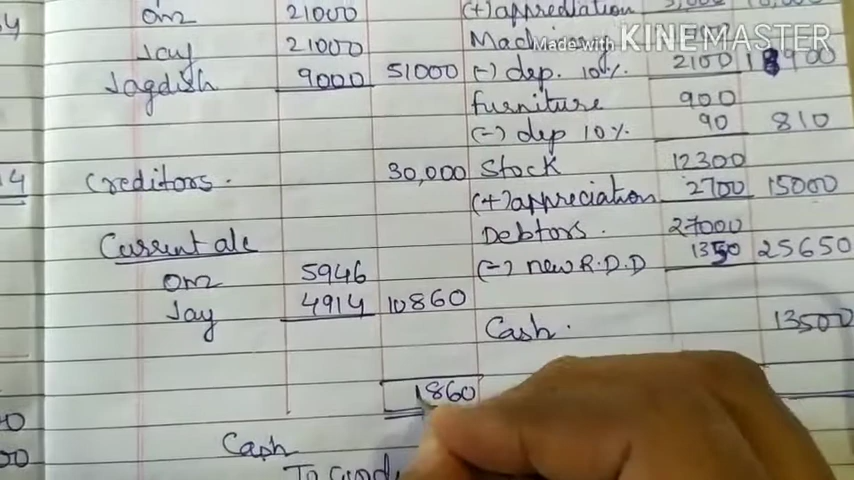 Om 21000 (+) appreciation
Jay 21000 Machinery
Made with KINEMASTER
Jagdish 9000 51000 (-) dep. 10%. 2100 18900
furniture 900
(-) dep 10%. 90 810
Creditors. 30,000 Stock 12300
(+) appreciation 2700 15000
Current a/c Debtors. 27000
Om 5946 (-) new R.D.D 1350 25650
Jay 4914 10860
Cash. 13500
1860
Cash
To